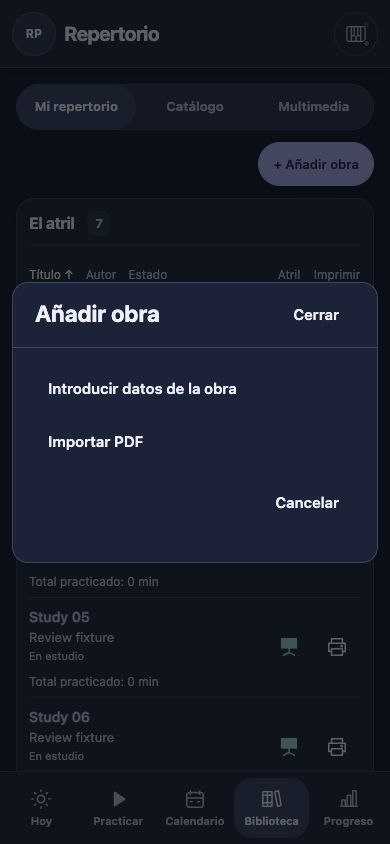 RP Repertorio
Mi repertorio Catálogo Multimedia
+ Añadir obra
El atril 7
Título ↑ Autor Estado Atril Imprimir
Añadir obra Cerrar
Introducir datos de la obra
Importar PDF
Cancelar
Total practicado: 0 min
Study 05
Review fixture
En estudio
Total practicado: 0 min
Study 06
Review fixture
En estudio
Hoy Practicar Calendario Biblioteca Progreso